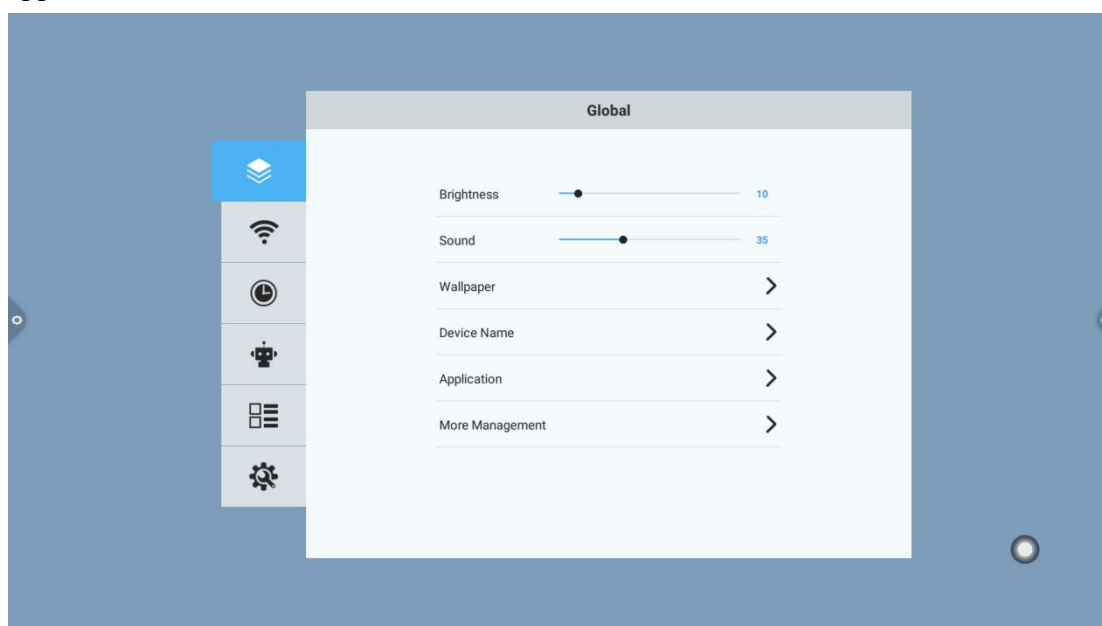 Global
Brightness 10
Sound 35
Wallpaper
Device Name
Application
More Management